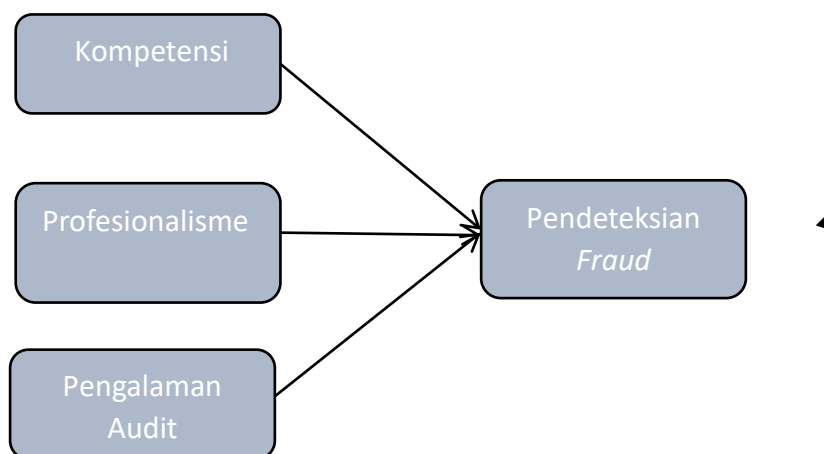 Kompetensi
Profesionalisme
Pendeteksian
Fraud
Pengalaman
Audit